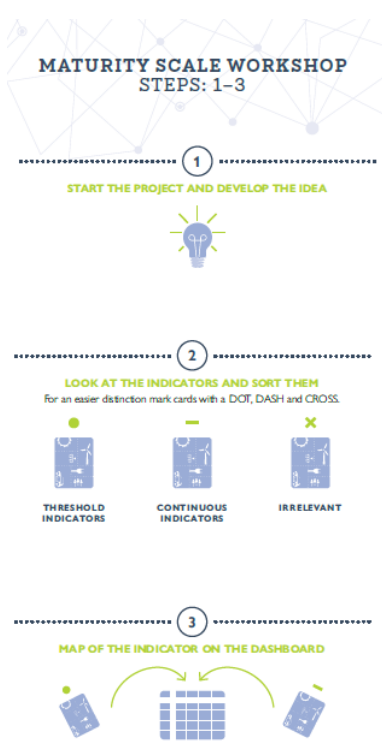 MATURITY SCALE WORKSHOP
STEPS: 1–3
1
START THE PROJECT AND DEVELOP THE IDEA
2
LOOK AT THE INDICATORS AND SORT THEM
For an easier distinction mark cards with a DOT, DASH and CROSS.
THRESHOLD
INDICATORS
CONTINUOUS
INDICATORS
IRRELEVANT
3
MAP OF THE INDICATOR ON THE DASHBOARD